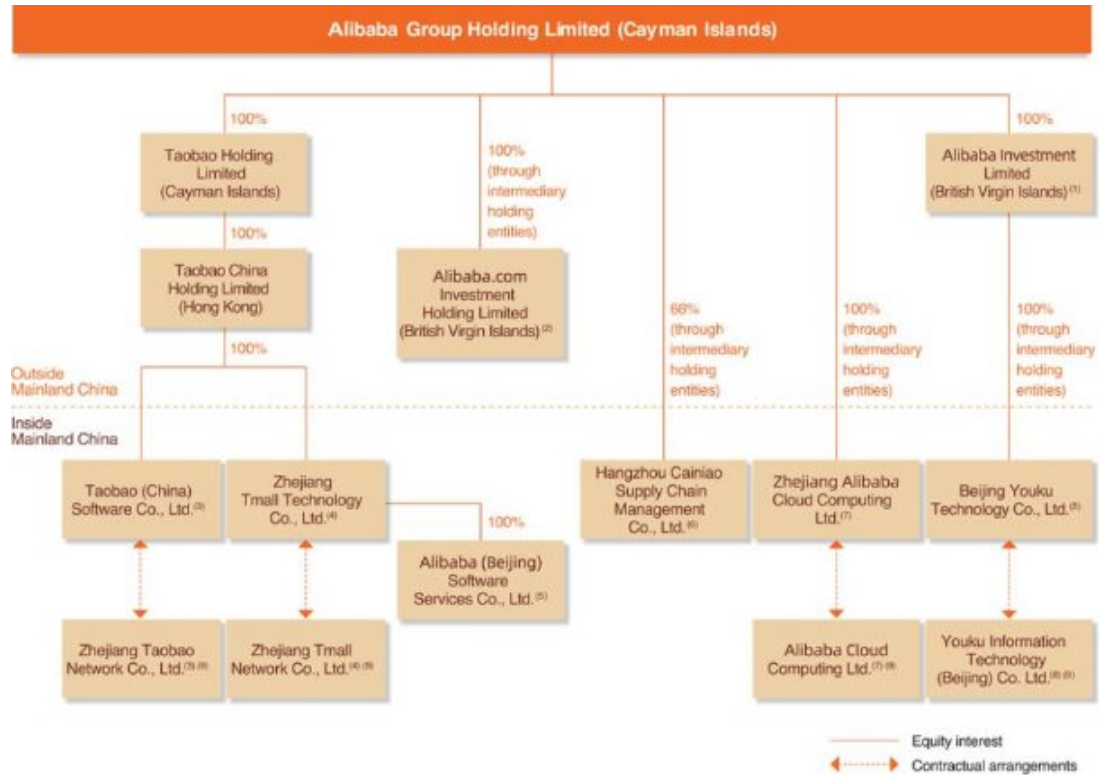 Alibaba Group Holding Limited (Cayman Islands)
100%
Taobao Holding
Limited
(Cayman Islands)
100%
Taobao China
Holding Limited
(Hong Kong)
100%
100%
(through
intermediary
holding
entities)
Alibaba.com
Investment
Holding Limited
(British Virgin Islands) (2)
66%
(through
intermediary
holding
entities)
100%
(through
intermediary
holding
entities)
100%
Alibaba Investment
Limited
(British Virgin Islands) (1)
100%
(through
intermediary
holding
entities)
Outside
Mainland China
Inside
Mainland China
Taobao (China)
Software Co., Ltd.(3)
Zhejiang
Tmall Technology
Co., Ltd.(4)
100%
Alibaba (Beijing)
Software
Services Co., Ltd.(5)
Hangzhou Cainiao
Supply Chain
Management
Co., Ltd.(6)
Zhejiang Alibaba
Cloud Computing
Ltd.(7)
Beijing Youku
Technology Co., Ltd.(8)
Zhejiang Taobao
Network Co., Ltd.(3) (9)
Zhejiang Tmall
Network Co., Ltd.(4) (9)
Alibaba Cloud
Computing Ltd.(7) (9)
Youku Information
Technology
(Beijing) Co. Ltd.(8) (9)
Equity interest
Contractual arrangements